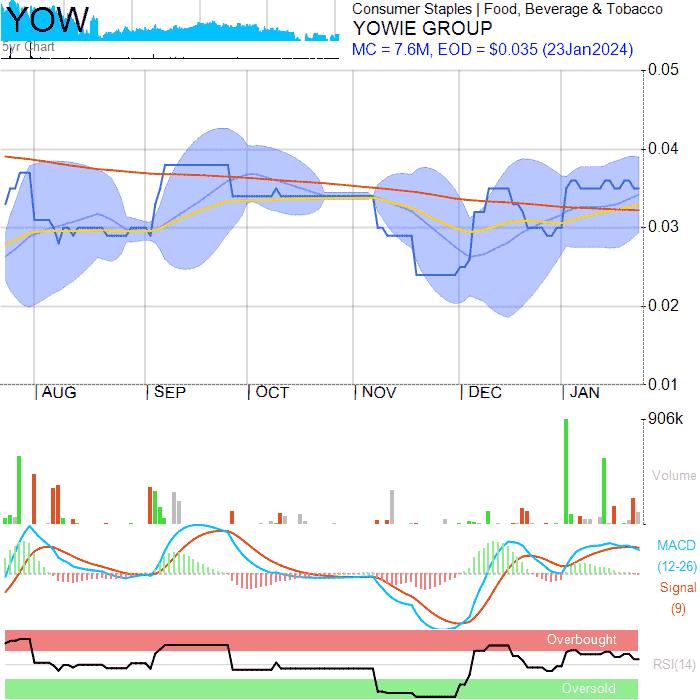 YOW
5yr Chart
Consumer Staples | Food, Beverage & Tobacco
YOWIE GROUP
MC = 7.6M, EOD = $0.035 (23Jan2024)
0.05
0.04
0.03
0.02
0.01
AUG SEP OCT NOV DEC JAN
906k
Volume
MACD
(12-26)
Signal
(9)
Overbought
RSI(14)
Oversold